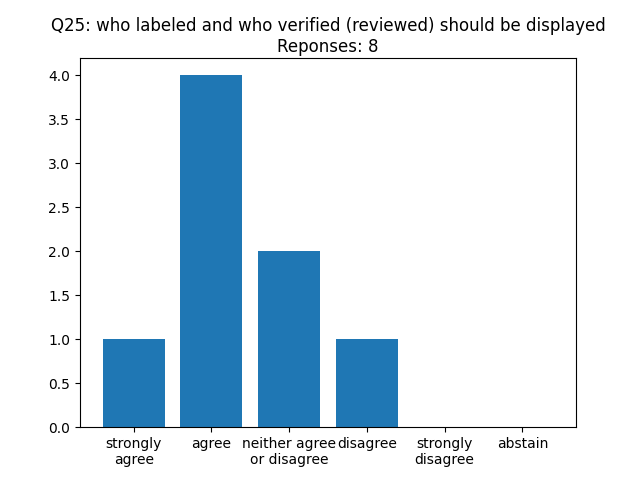 Q25: who labeled and who verified (reviewed) should be displayed
Reponses: 8
4.0
3.5
3.0
2.5
2.0
1.5
1.0
0.5
0.0
strongly
agree
agree
neither agree
or disagree
disagree
strongly
disagree
abstain